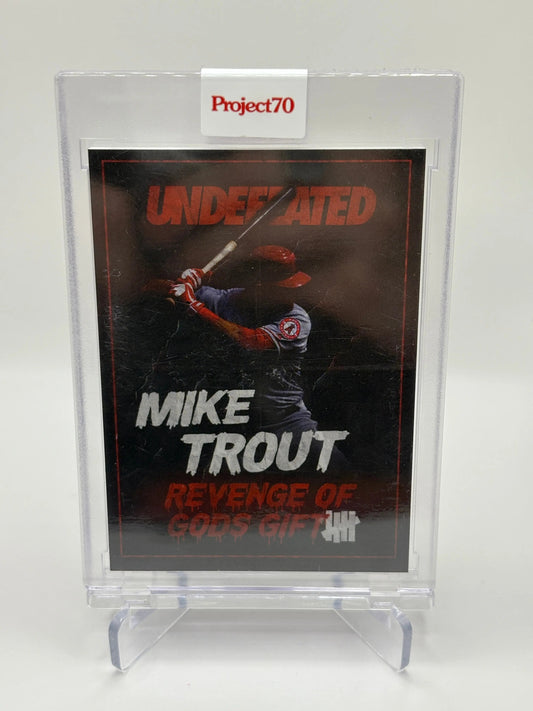 Project70
UNDEFEATED
MIKE
TROUT
REVENGE OF
GODS GIFT